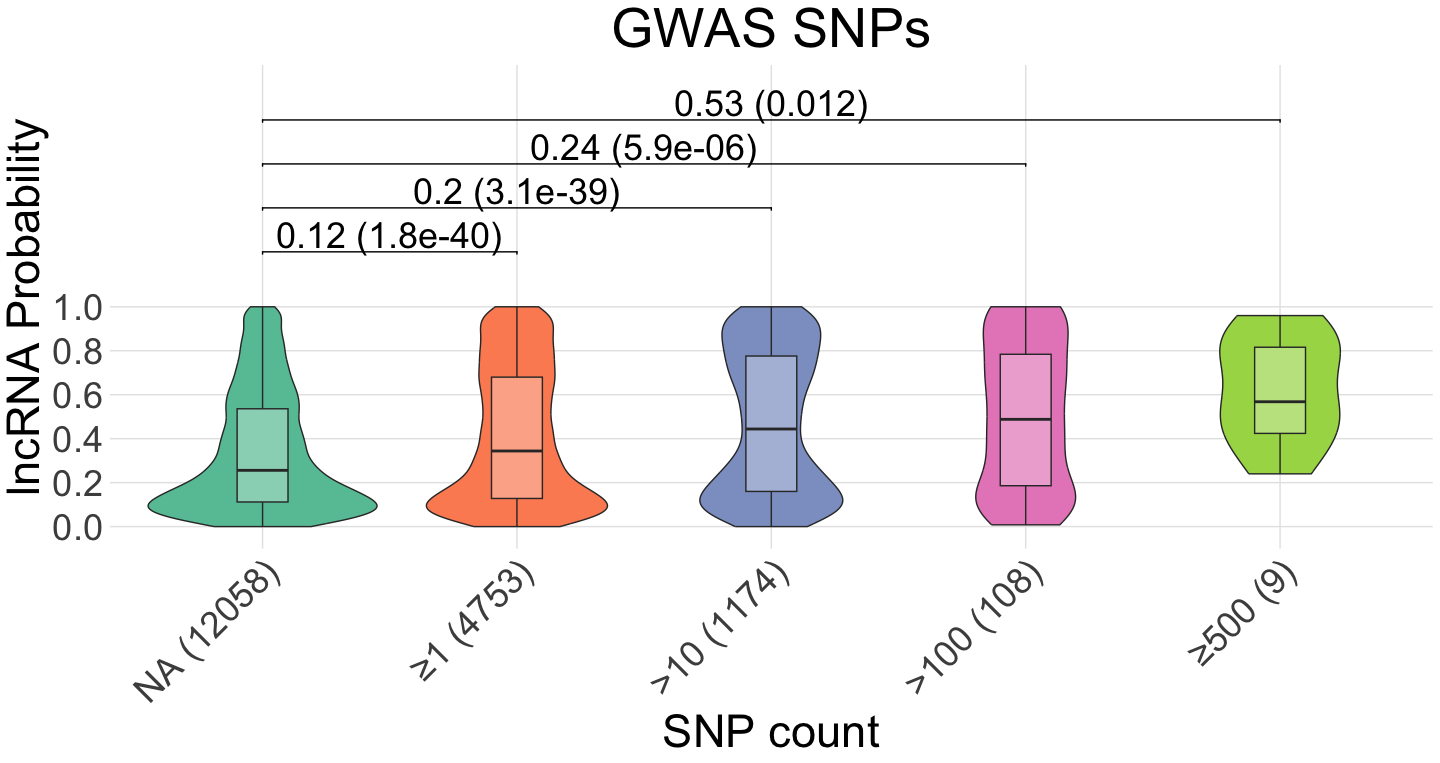 GWAS SNPs
0.53 (0.012)
0.24 (5.9e-06)
0.2 (3.1e-39)
0.12 (1.8e-40)
lncRNA Probability
1.0
0.8
0.6
0.4
0.2
0.0
NA (12058)
≥1 (4753)
>10 (1174)
>100 (108)
≥500 (9)
SNP count